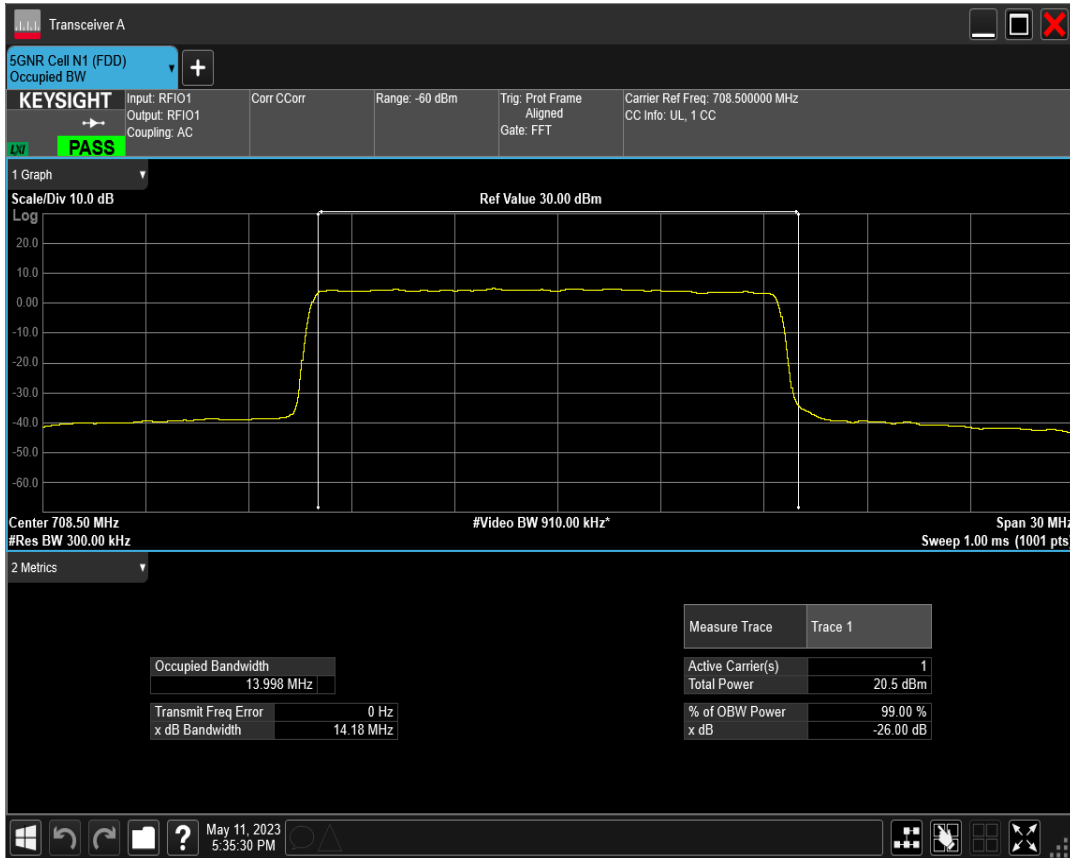 Transceiver A
5GNR Cell N1 (FDD)
Occupied BW
+
KEYSIGHT
LXI
PASS
Input: RFIO1
Output: RFIO1
Coupling: AC
Corr CCorr
Range: -60 dBm
Trig: Prot Frame
Aligned
Gate: FFT
Carrier Ref Freq: 708.500000 MHz
CC Info: UL, 1 CC
1 Graph
Scale/Div 10.0 dB
Ref Value 30.00 dBm
Log
20.0
10.0
0.00
-10.0
-20.0
-30.0
-40.0
-50.0
-60.0
Center 708.50 MHz
#Video BW 910.00 kHz*
Span 30 MHz
#Res BW 300.00 kHz
Sweep 1.00 ms (1001 pts)
2 Metrics
Measure Trace Trace 1
Occupied Bandwidth
13.998 MHz
Active Carrier(s) 1
Total Power 20.5 dBm
Transmit Freq Error 0 Hz
x dB Bandwidth 14.18 MHz
% of OBW Power 99.00 %
x dB -26.00 dB
?
May 11, 2023
5:35:30 PM